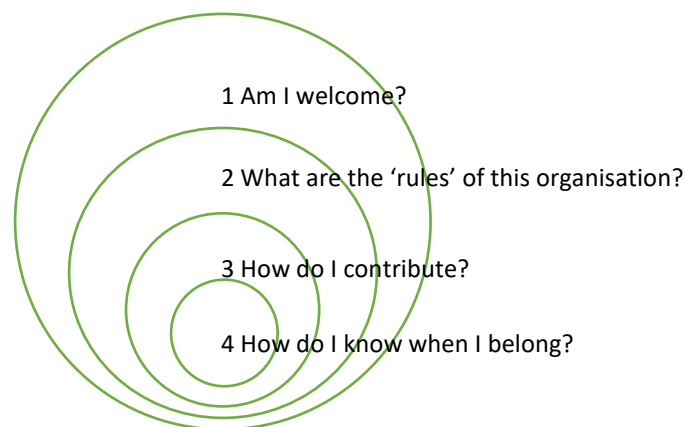 1 Am I welcome?
2 What are the ‘rules’ of this organisation?
3 How do I contribute?
4 How do I know when I belong?